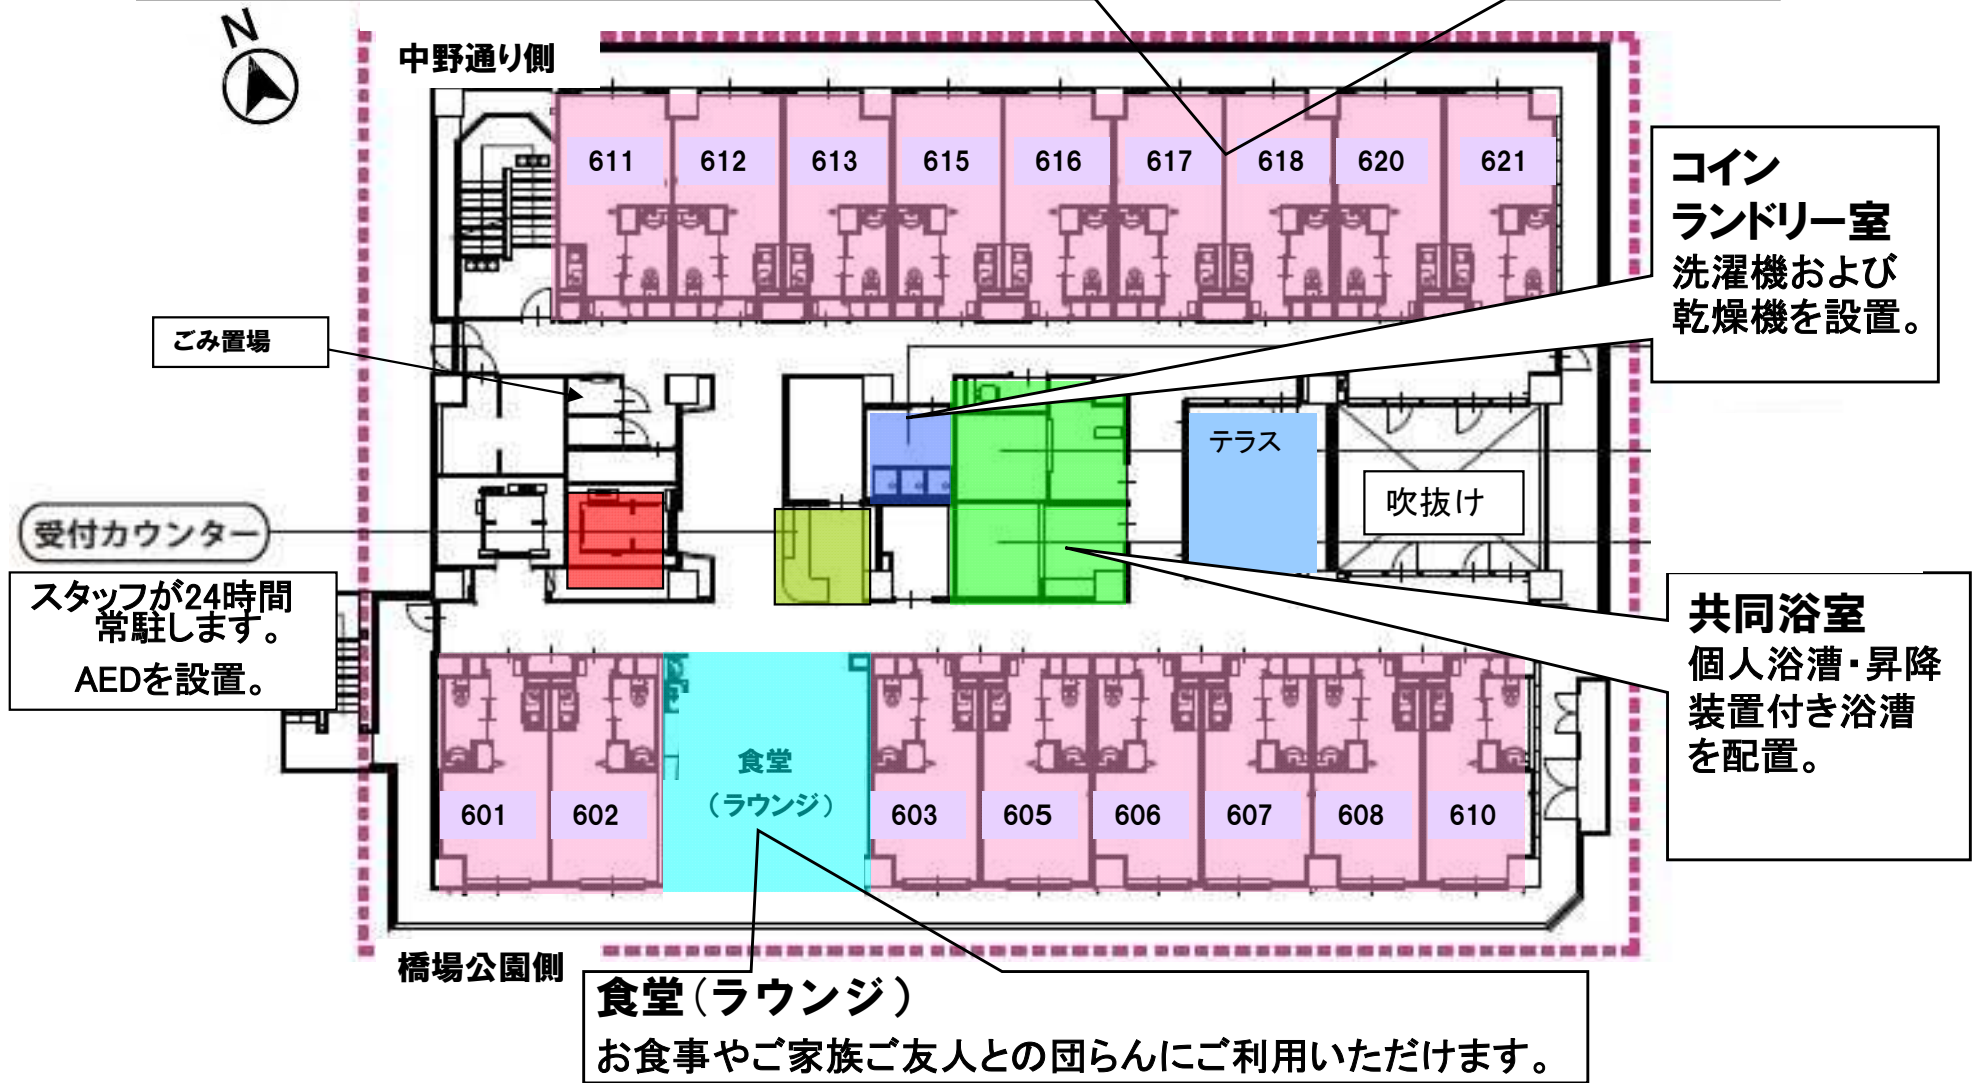 N
中野通り側
611
612
613
615
616
617
618
620
621
コイン
ランドリー室
洗濯機および
乾燥機を設置。
ごみ置場
テラス
吹抜け
受付カウンター
スタッフが24時間
常駐します。
AEDを設置。
共同浴室
個人浴漕・昇降
装置付き浴漕
を配置。
食堂
（ラウンジ）
601
602
603
605
606
607
608
610
橋場公園側
食堂（ラウンジ）
お食事やご家族ご友人との団らんにご利用いただけます。